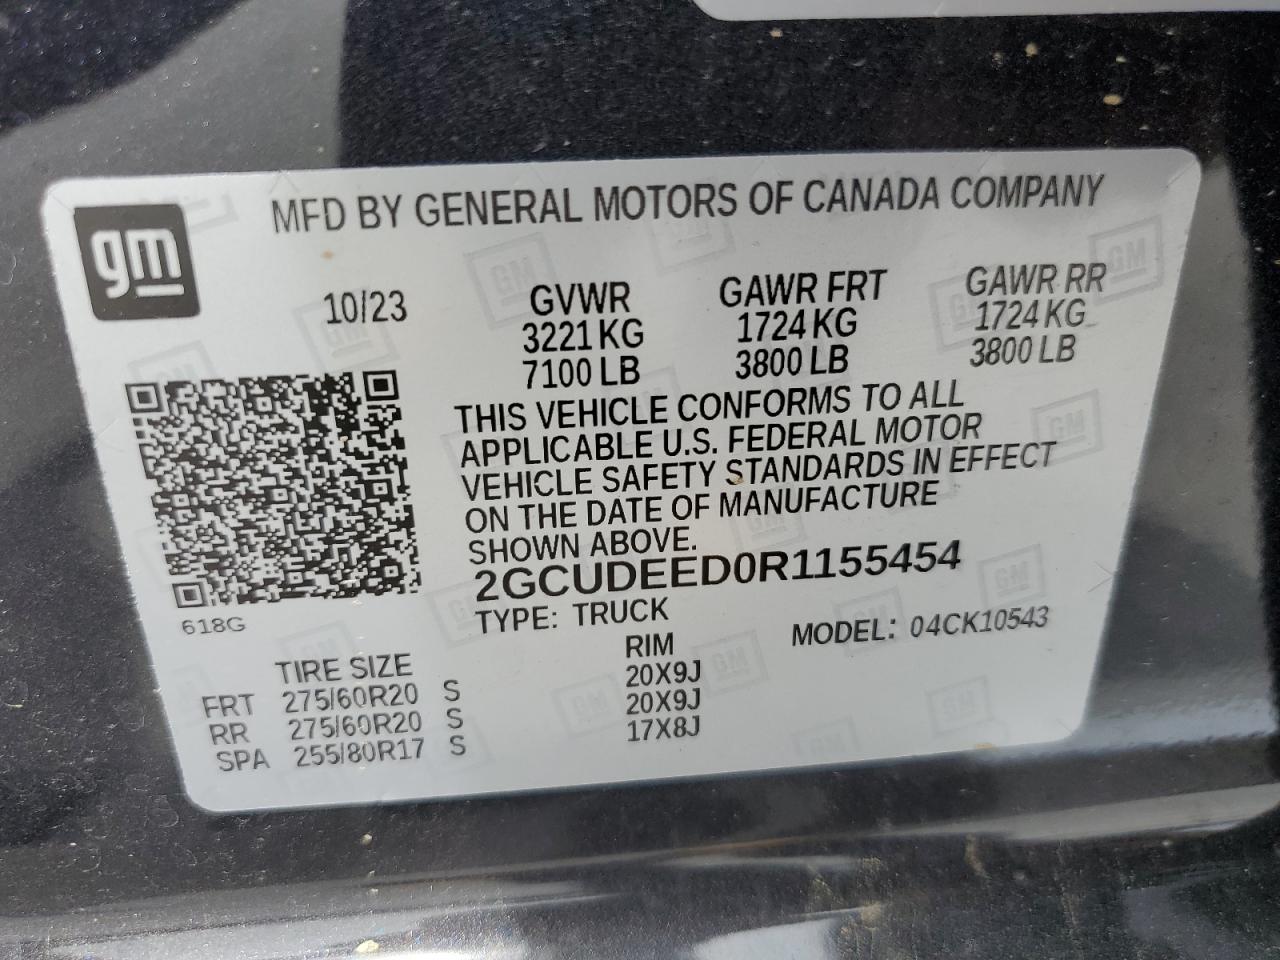 gm
MFD BY GENERAL MOTORS OF CANADA COMPANY
10/23 GVWR GAWR FRT GAWR RR
3221 KG 1724 KG 1724 KG
7100 LB 3800 LB 3800 LB
THIS VEHICLE CONFORMS TO ALL
APPLICABLE U.S. FEDERAL MOTOR
VEHICLE SAFETY STANDARDS IN EFFECT
ON THE DATE OF MANUFACTURE
SHOWN ABOVE.
2GCUDEED0R1155454
618G TYPE: TRUCK MODEL: 04CK10543
TIRE SIZE RIM
FRT 275/60R20 S 20X9J
RR 275/60R20 S 20X9J
SPA 255/80R17 S 17X8J